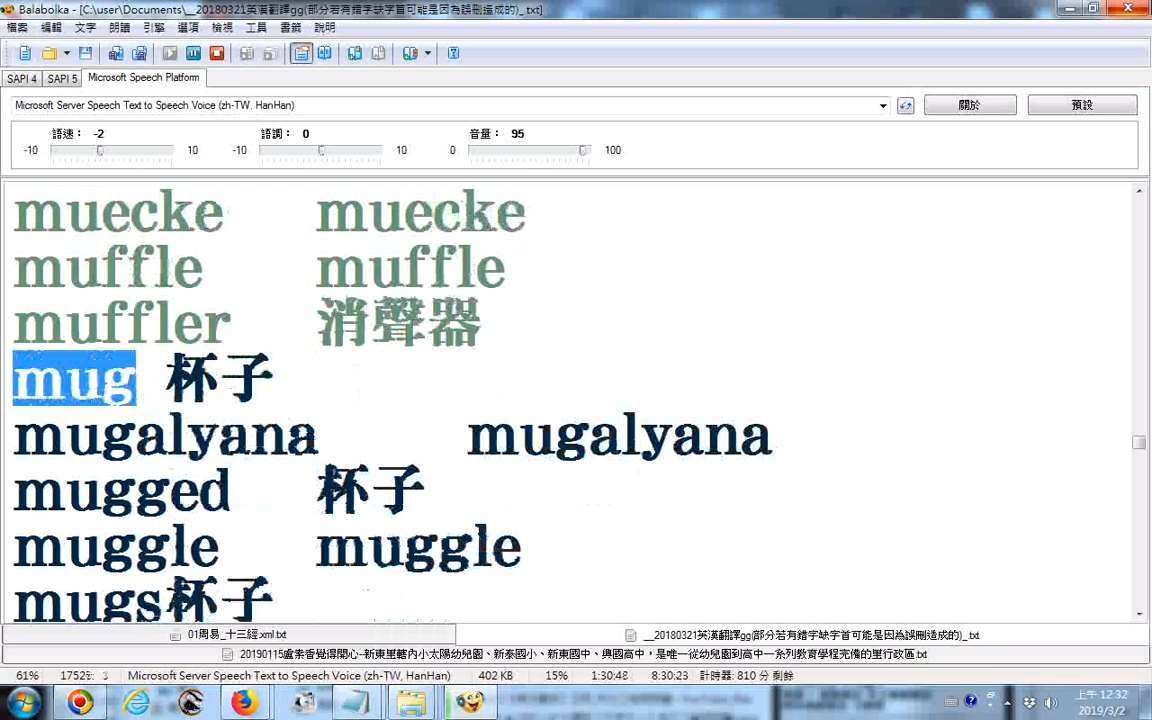 Balabolka - [C:\user\Documents\__20180321英漢翻譯gg(部分若有錯字缺字首可能是因為誤刪造成的)_.txt]
檔案 編輯 文字 朗讀 引擎 選項 檢視 工具 書籤 說明
SAPI 4 SAPI 5 Microsoft Speech Platform
Microsoft Server Speech Text to Speech Voice (zh-TW, HanHan) 關於 預設
語速： -2 語調： 0 音量： 95
-10 10 -10 10 0 100
muecke muecke
muffle muffle
muffler 消聲器
mug 杯子
mugalyana mugalyana
mugged 杯子
muggle muggle
mugs杯子
01周易_十三經.xml.txt __20180321英漢翻譯gg(部分若有錯字缺字首可能是因為誤刪造成的)_.txt
20190115盧素香覺得開心-新東里轄內小太陽幼兒園、新泰國小、新東國中、興國高中，是唯一從幼兒園到高中一系列教育學程完備的里行政區.txt
61% Microsoft Server Speech Text to Speech Voice (zh-TW, HanHan) 402 KB 15% 1:30:48 8:30:23 計時器: 810 分 剩餘
上午 12:32
2019/3/2